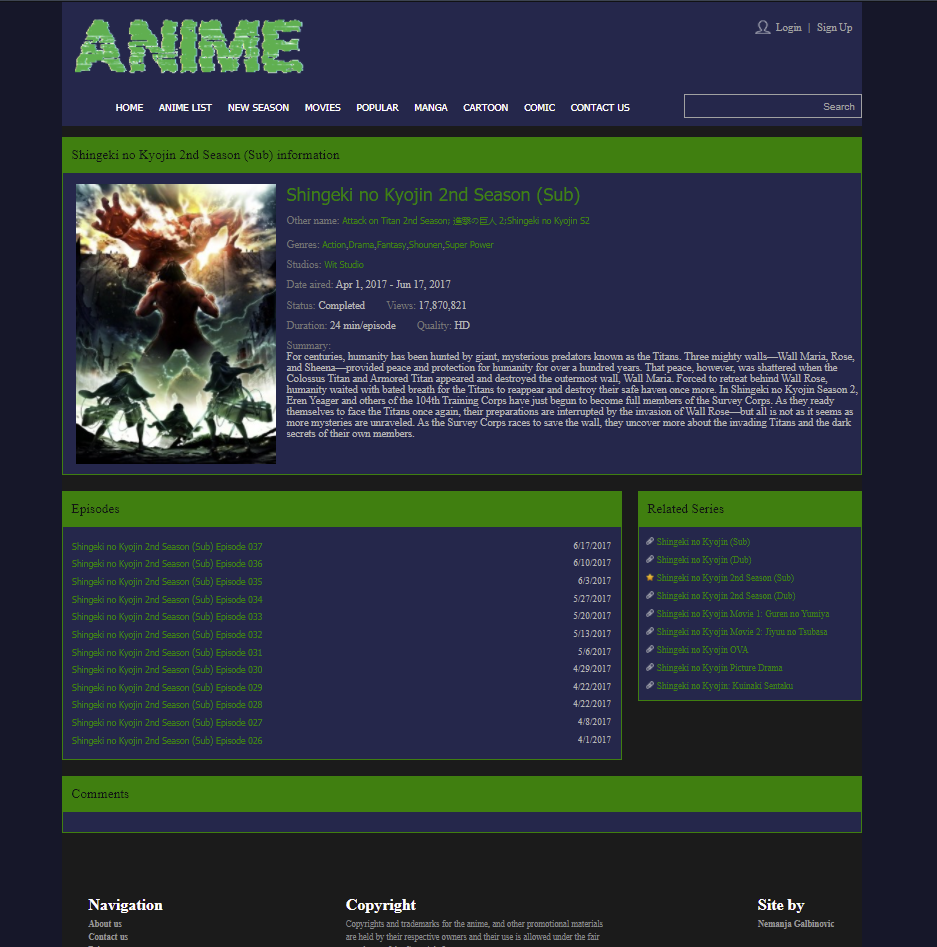 ANIME
Login | Sign Up
HOME ANIME LIST NEW SEASON MOVIES POPULAR MANGA CARTOON COMIC CONTACT US
Search
Shingeki no Kyojin 2nd Season (Sub) information
Shingeki no Kyojin 2nd Season (Sub)
Other name: Attack on Titan 2nd Season; 進撃の巨人 2;Shingeki no Kyojin S2
Genres: Action,Drama,Fantasy,Shounen,Super Power
Studios: Wit Studio
Date aired: Apr 1, 2017 - Jun 17, 2017
Status: Completed Views: 17,870,821
Duration: 24 min/episode Quality: HD
Summary:
For centuries, humanity has been hunted by giant, mysterious predators known as the Titans. Three mighty walls—Wall Maria, Rose,
and Sheena—provided peace and protection for humanity for over a hundred years. That peace, however, was shattered when the
Colossus Titan and Armored Titan appeared and destroyed the outermost wall, Wall Maria. Forced to retreat behind Wall Rose,
humanity waited with bated breath for the Titans to reappear and destroy their safe haven once more. In Shingeki no Kyojin Season 2,
Eren Yeager and others of the 104th Training Corps have just begun to become full members of the Survey Corps. As they ready
themselves to face the Titans once again, their preparations are interrupted by the invasion of Wall Rose—but all is not as it seems as
more mysteries are unraveled. As the Survey Corps races to save the wall, they uncover more about the invading Titans and the dark
secrets of their own members.
Episodes
Shingeki no Kyojin 2nd Season (Sub) Episode 037 6/17/2017
Shingeki no Kyojin 2nd Season (Sub) Episode 036 6/10/2017
Shingeki no Kyojin 2nd Season (Sub) Episode 035 6/3/2017
Shingeki no Kyojin 2nd Season (Sub) Episode 034 5/27/2017
Shingeki no Kyojin 2nd Season (Sub) Episode 033 5/20/2017
Shingeki no Kyojin 2nd Season (Sub) Episode 032 5/13/2017
Shingeki no Kyojin 2nd Season (Sub) Episode 031 5/6/2017
Shingeki no Kyojin 2nd Season (Sub) Episode 030 4/29/2017
Shingeki no Kyojin 2nd Season (Sub) Episode 029 4/22/2017
Shingeki no Kyojin 2nd Season (Sub) Episode 028 4/22/2017
Shingeki no Kyojin 2nd Season (Sub) Episode 027 4/8/2017
Shingeki no Kyojin 2nd Season (Sub) Episode 026 4/1/2017
Related Series
Shingeki no Kyojin (Sub)
Shingeki no Kyojin (Dub)
Shingeki no Kyojin 2nd Season (Sub)
Shingeki no Kyojin 2nd Season (Dub)
Shingeki no Kyojin Movie 1: Guren no Yumiya
Shingeki no Kyojin Movie 2: Jiyuu no Tsubasa
Shingeki no Kyojin OVA
Shingeki no Kyojin Picture Drama
Shingeki no Kyojin: Kuinaki Sentaku
Comments
Navigation
About us
Contact us
Copyright
Copyrights and trademarks for the anime, and other promotional materials
are held by their respective owners and their use is allowed under the fair
Site by
Nemanja Galbinovic